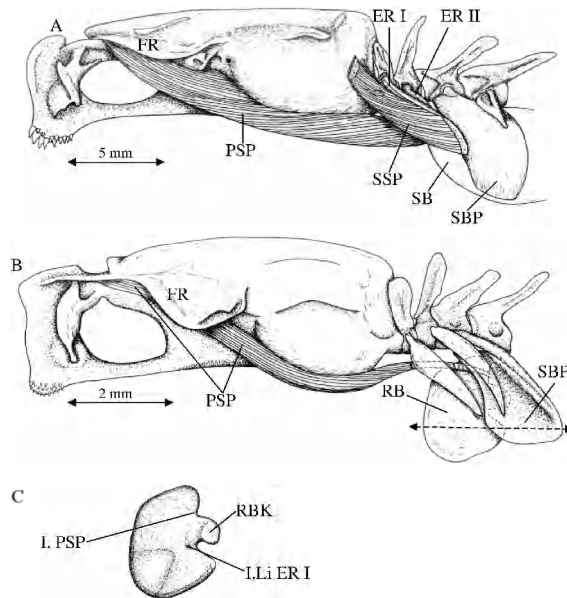 A
ER I ER II
FR
5 mm
PSP
SSP
SB
SBP
B
FR
2 mm
PSP
RB
SBP
C
I. PSP
RBK
I.Li ER I